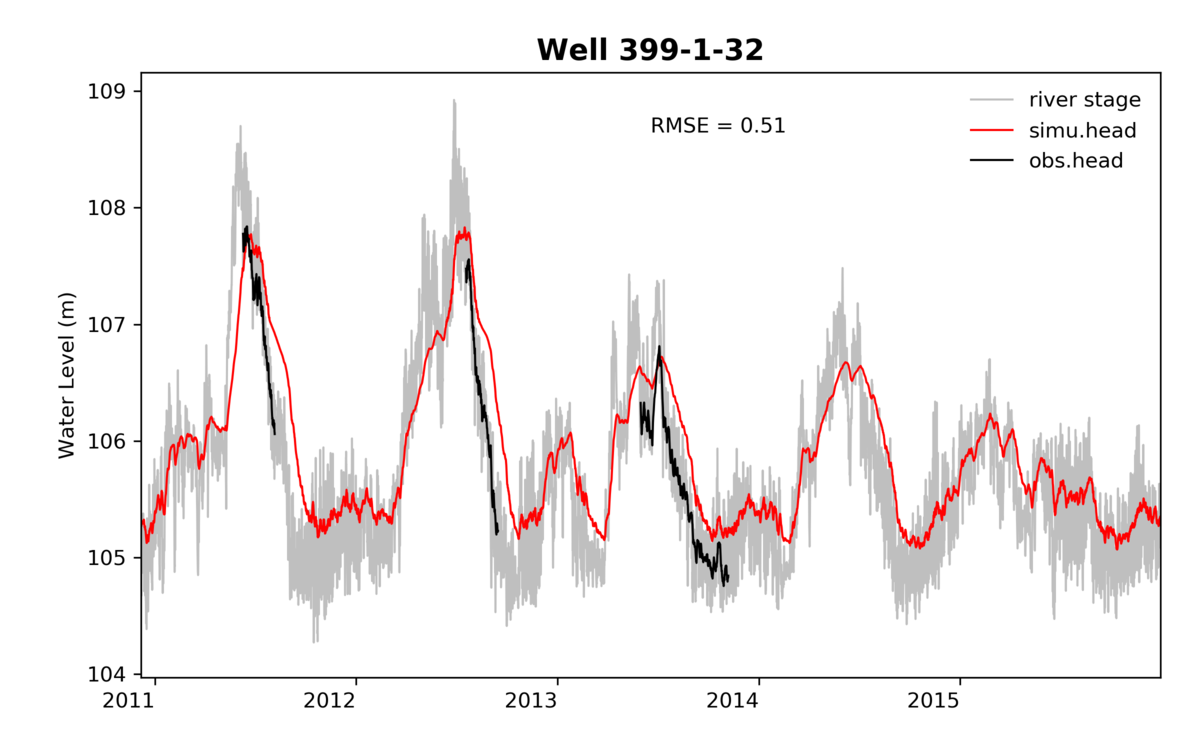 Well 399-1-32
109
108
107
106
105
104
Water Level (m)
RMSE = 0.51
river stage
simu.head
obs.head
2011
2012
2013
2014
2015